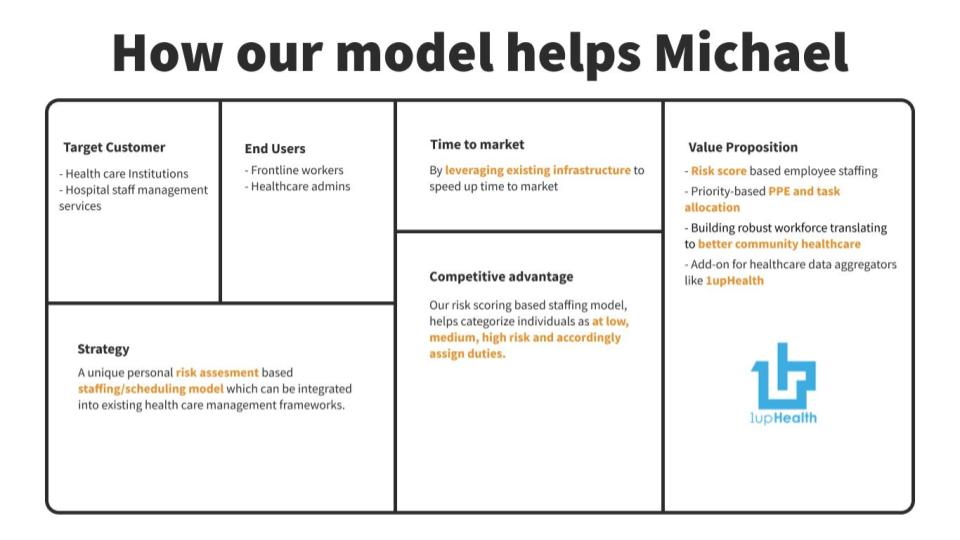 How our model helps Michael
Target Customer
- Health care Institutions
- Hospital staff management
services
End Users
- Frontline workers
- Healthcare admins
Time to market
By leveraging existing infrastructure to
speed up time to market
Value Proposition
- Risk score based employee staffing
- Priority-based PPE and task
allocation
- Building robust workforce translating
to better community healthcare
- Add-on for healthcare data aggregators
like 1upHealth
Competitive advantage
Our risk scoring based staffing model,
helps categorize individuals as at low,
medium, high risk and accordingly
assign duties.
Strategy
A unique personal risk assesment based
staffing/scheduling model which can be integrated
into existing health care management frameworks.
1upHealth